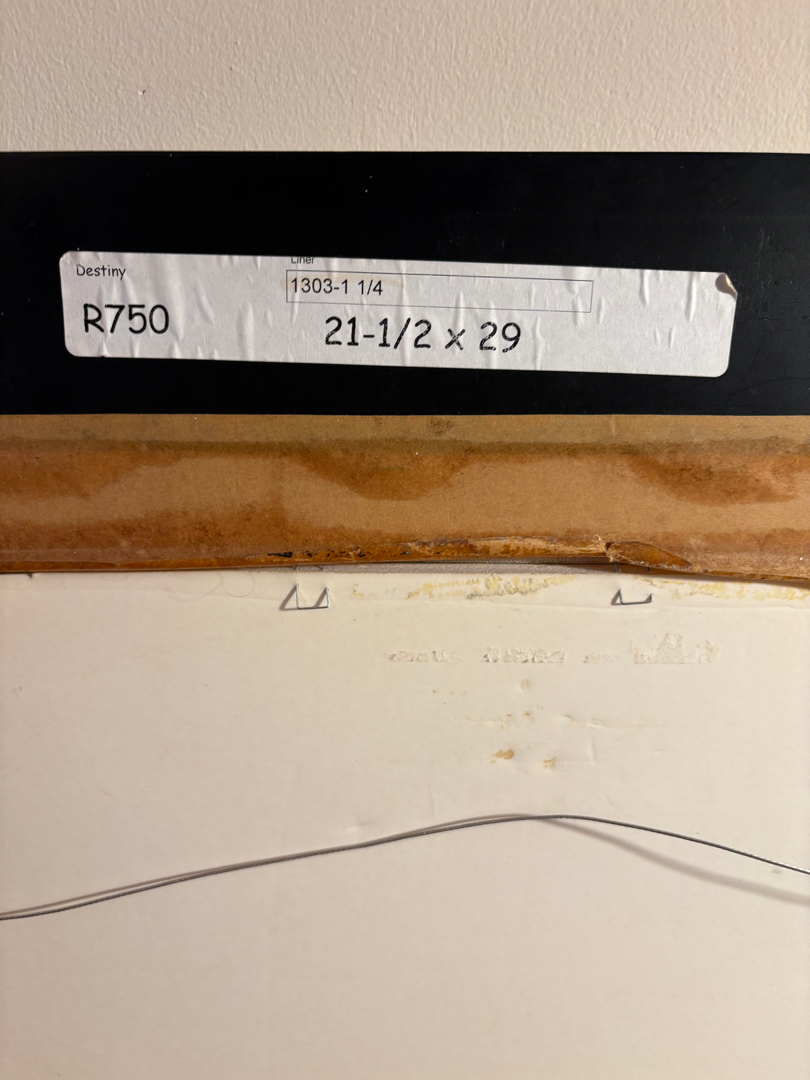 Destiny
Liner
1303-1 1/4
R750
21-1/2 x 29